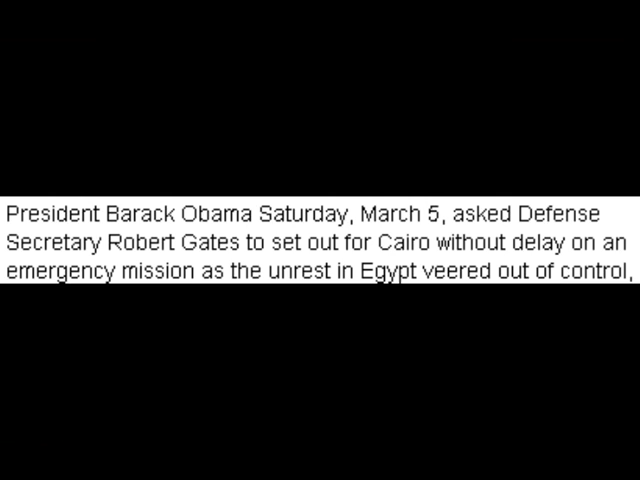 President Barack Obama Saturday, March 5, asked Defense
Secretary Robert Gates to set out for Cairo without delay on an
emergency mission as the unrest in Egypt veered out of control,